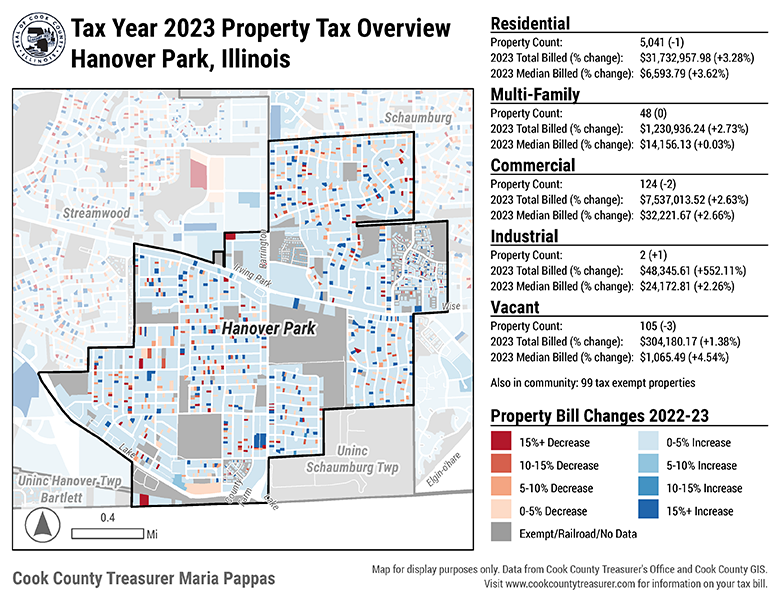 Tax Year 2023 Property Tax Overview
Hanover Park, Illinois
Schaumburg
Streamwood
Barrington
Irving Park
Wise
Hanover Park
Lake
Uninc
Schaumburg Twp
Uninc Hanover Twp
Bartlett
County Farm
Lake
Elgin-ohare
0.4
Mi
Residential
Property Count: 5,041 (-1)
2023 Total Billed (% change): $31,732,957.98 (+3.28%)
2023 Median Billed (% change): $6,593.79 (+3.62%)
Multi-Family
Property Count: 48 (0)
2023 Total Billed (% change): $1,230,936.24 (+2.73%)
2023 Median Billed (% change): $14,156.13 (+0.03%)
Commercial
Property Count: 124 (-2)
2023 Total Billed (% change): $7,537,013.52 (+2.63%)
2023 Median Billed (% change): $32,221.67 (+2.66%)
Industrial
Property Count: 2 (+1)
2023 Total Billed (% change): $48,345.61 (+552.11%)
2023 Median Billed (% change): $24,172.81 (+2.26%)
Vacant
Property Count: 105 (-3)
2023 Total Billed (% change): $304,180.17 (+1.38%)
2023 Median Billed (% change): $1,065.49 (+4.54%)
Also in community: 99 tax exempt properties
Property Bill Changes 2022-23
15%+ Decrease
10-15% Decrease
5-10% Decrease
0-5% Decrease
0-5% Increase
5-10% Increase
10-15% Increase
15%+ Increase
Exempt/Railroad/No Data
Cook County Treasurer Maria Pappas
Map for display purposes only. Data from Cook County Treasurer's Office and Cook County GIS.
Visit www.cookcountytreasurer.com for information on your tax bill.